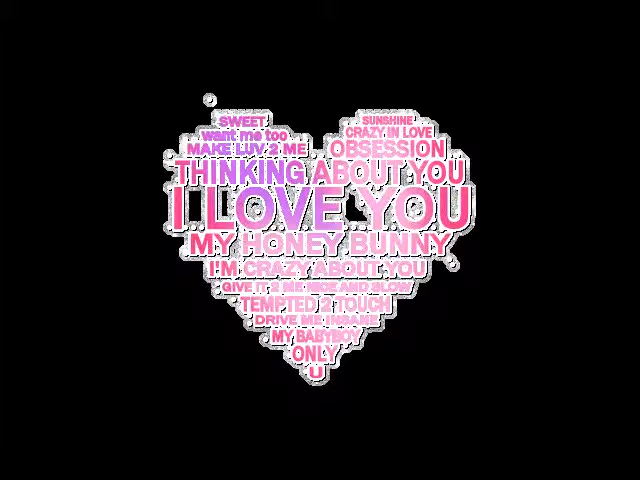 SWEET
want me too
MAKE LUV 2 ME
SUNSHINE
CRAZY IN LOVE
OBSESSION
THINKING ABOUT YOU
I LOVE YOU
MY HONEY BUNNY
I'M CRAZY ABOUT YOU
GIVE IT 2 ME NICE AND SLOW
TEMPTED 2 TOUCH
DRIVE ME INSANE
MY BABYBOY
ONLY
U